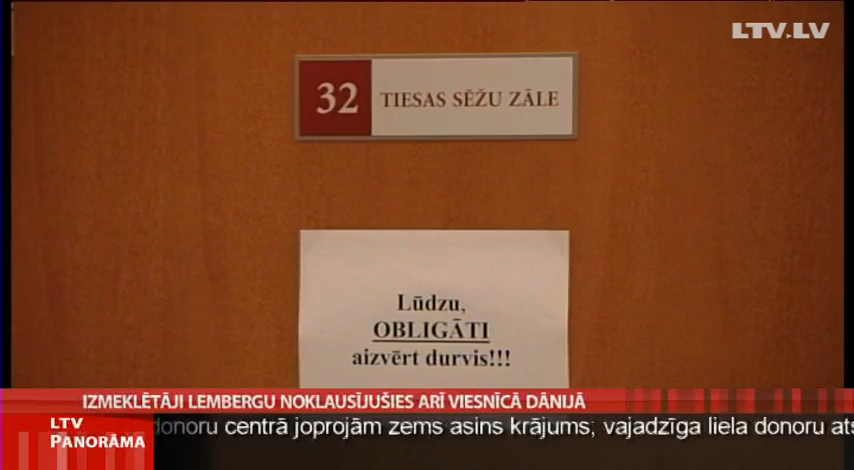 LTV.LV
32 TIESAS SĒŽU ZĀLE
Lūdzu,
OBLIGĀTI
aizvērt durvis!!!
IZMEKLĒTĀJI LEMBERGU NOKLAUSĪJUŠIES ARĪ VIESNĪCĀ DĀNIJĀ
LTV
PANORĀMA
donoru centrā joprojām zems asins krājums; vajadzīga liela donoru ats